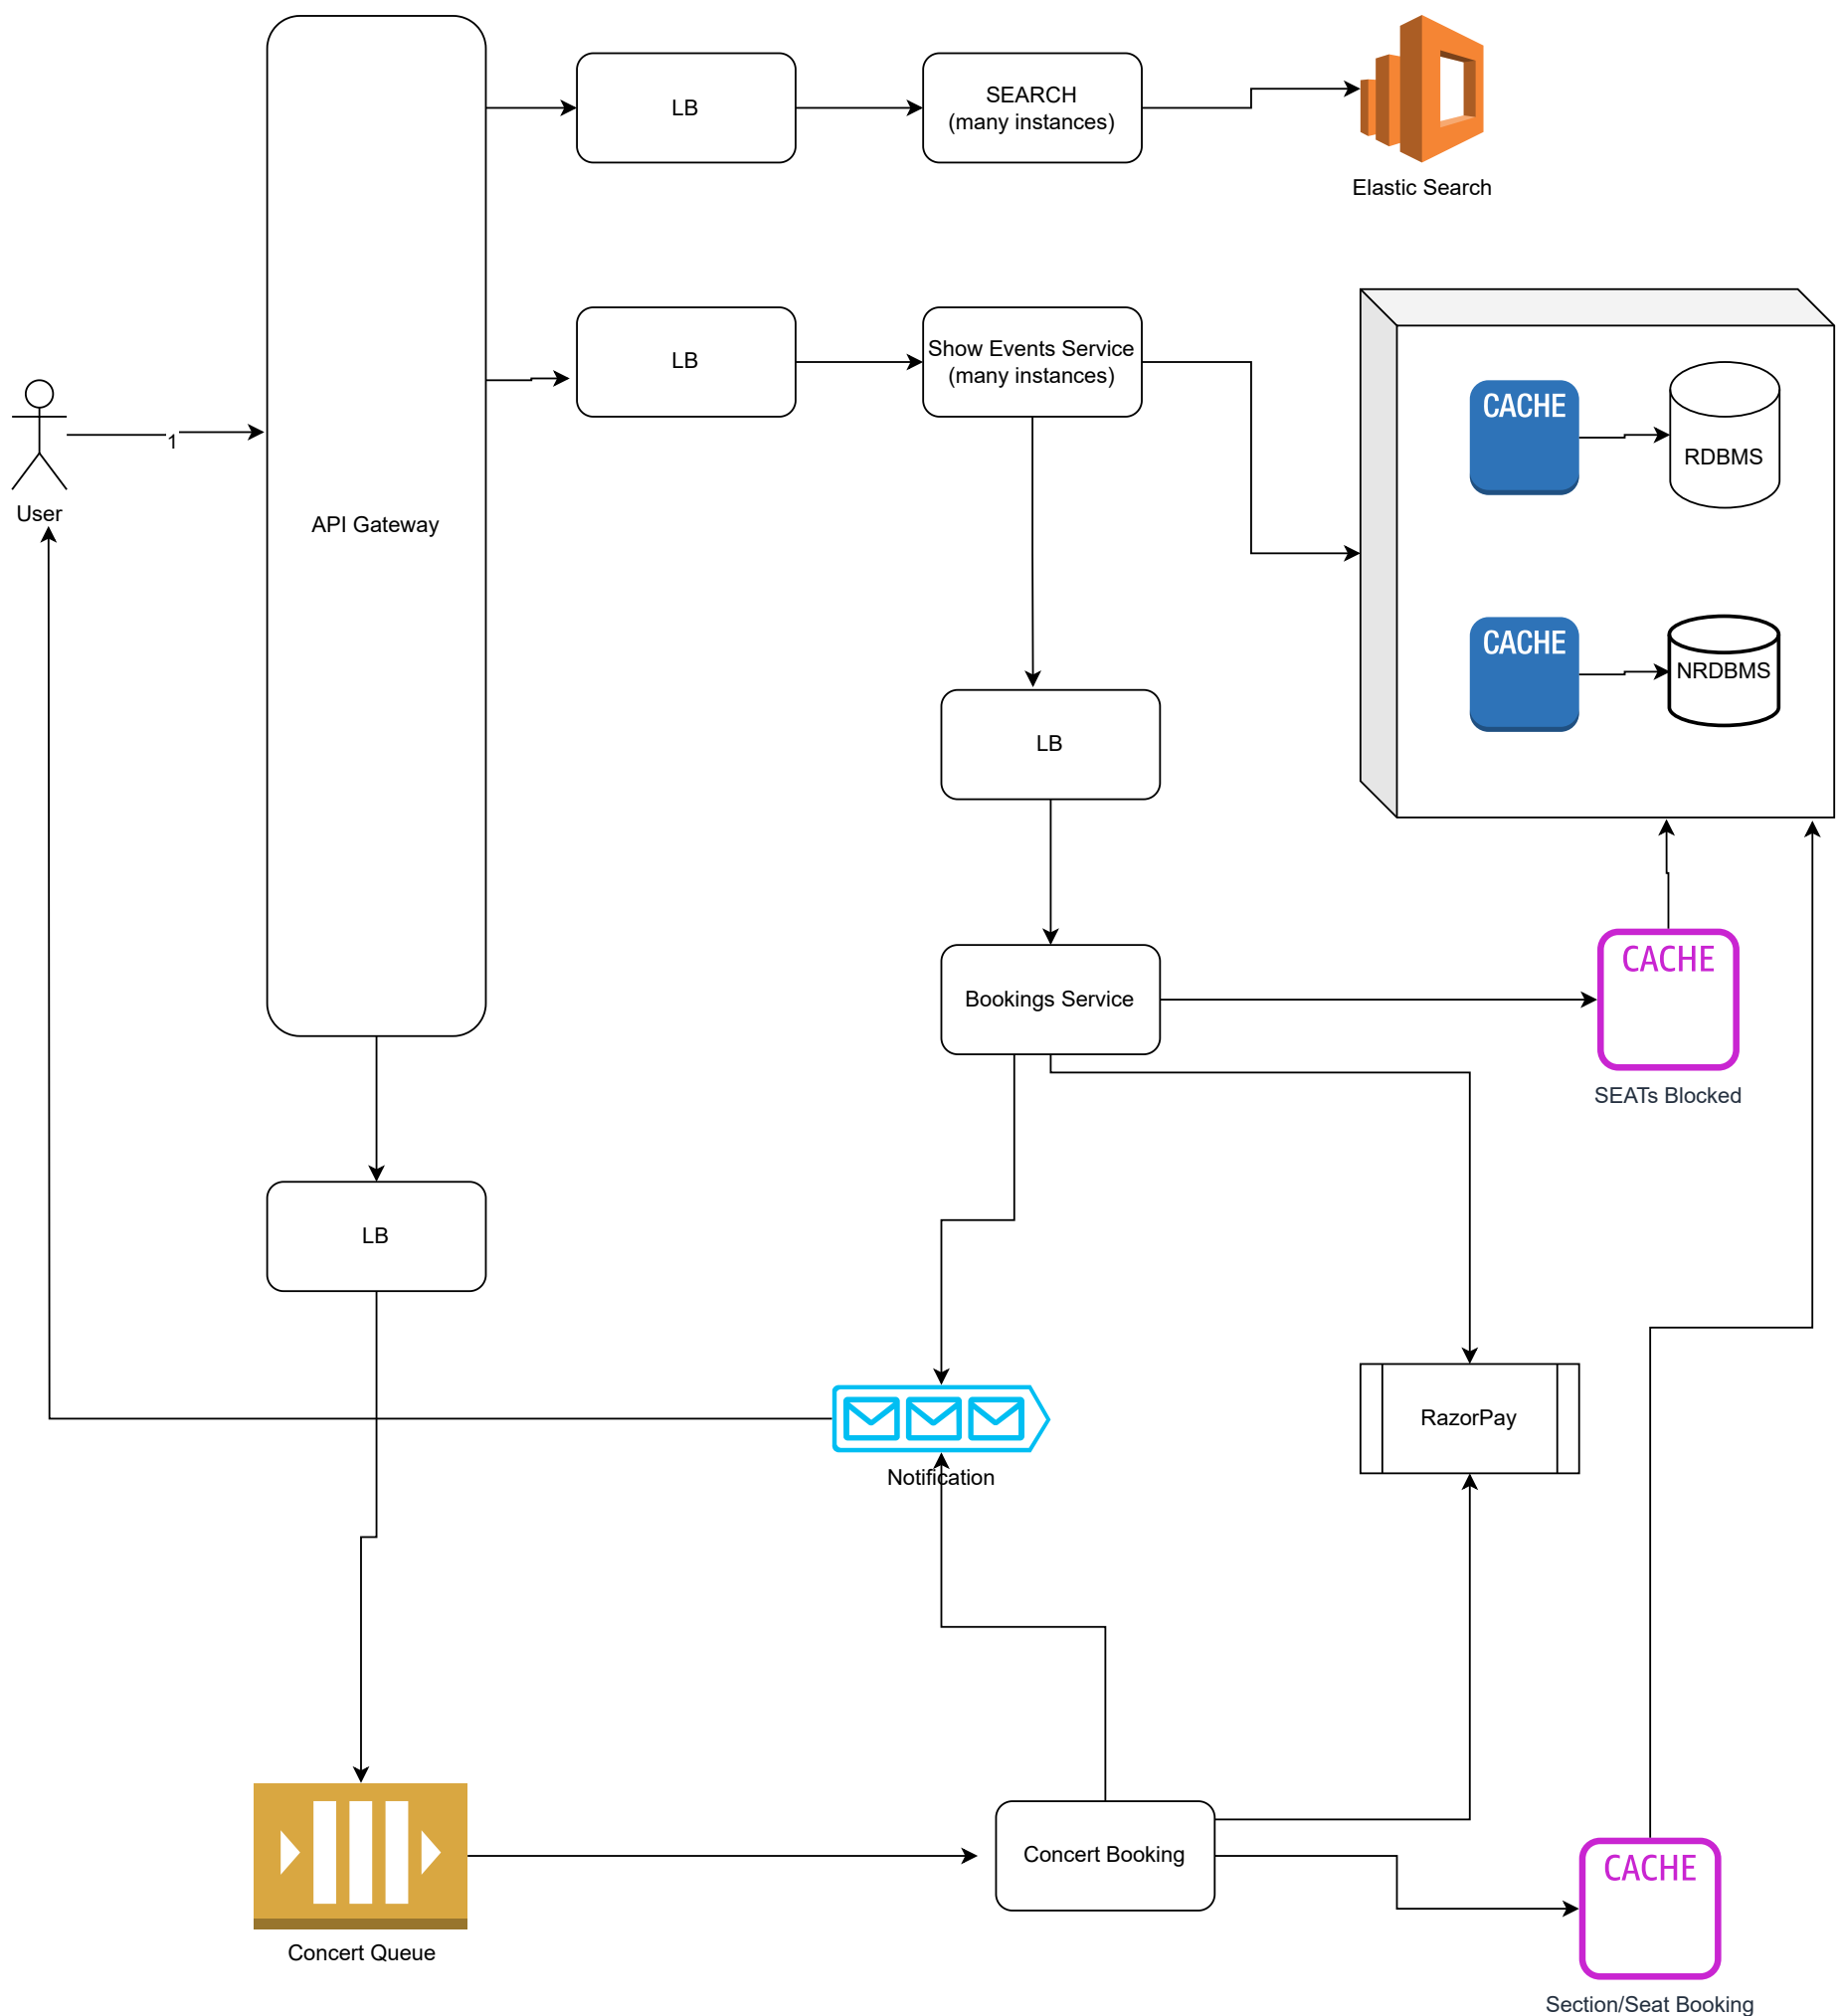 LB
SEARCH
(many instances)
Elastic Search
LB
Show Events Service
(many instances)
CACHE
RDBMS
1
User
API Gateway
CACHE
NRDBMS
LB
CACHE
Bookings Service
SEATs Blocked
LB
RazorPay
Notification
Concert Booking
CACHE
Concert Queue
Section/Seat Booking